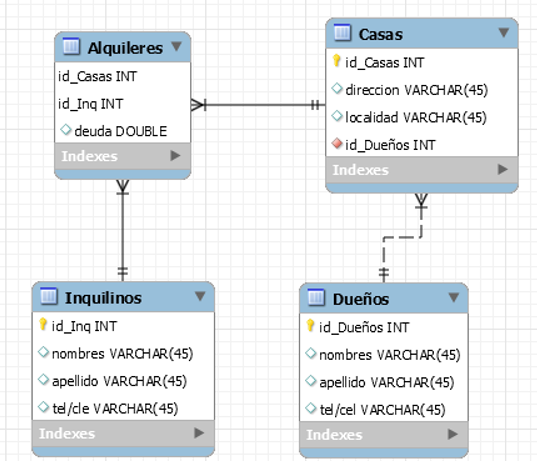 Alquileres
id_Casas INT
id_Inq INT
deuda DOUBLE
Indexes
Casas
id_Casas INT
direccion VARCHAR(45)
localidad VARCHAR(45)
id_Dueños INT
Indexes
Inquilinos
id_Inq INT
nombres VARCHAR(45)
apellido VARCHAR(45)
tel/cle VARCHAR(45)
Indexes
Dueños
id_Dueños INT
nombres VARCHAR(45)
apellido VARCHAR(45)
tel/cel VARCHAR(45)
Indexes